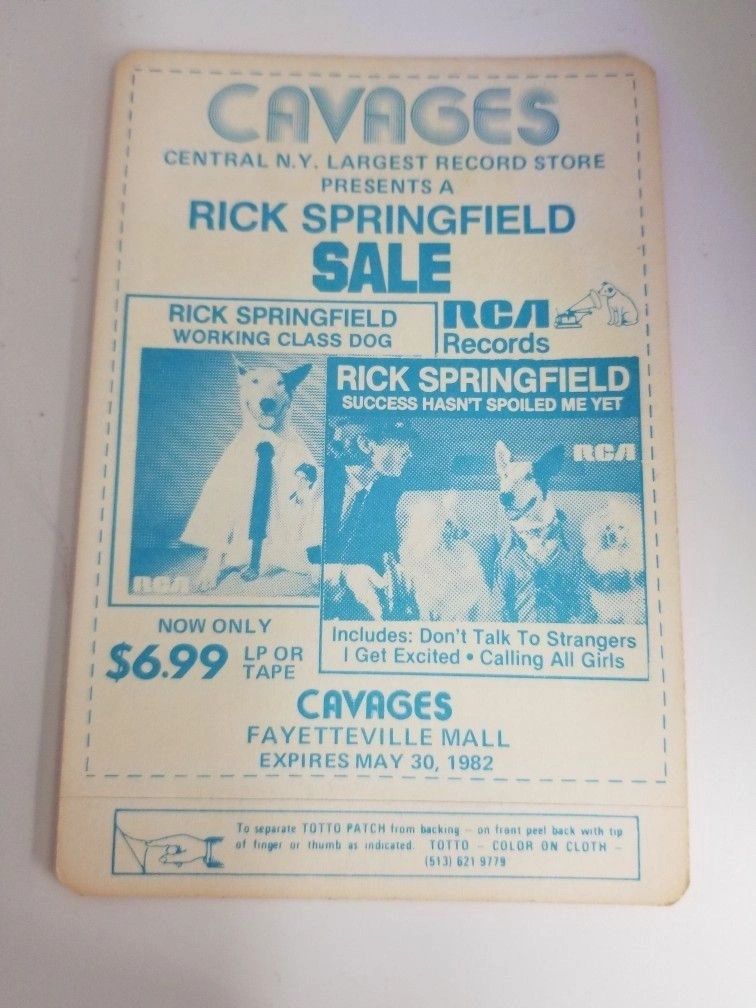 CAVAGES
CENTRAL N.Y. LARGEST RECORD STORE
PRESENTS A
RICK SPRINGFIELD
SALE
RICK SPRINGFIELD
WORKING CLASS DOG
RCA
Records
RICK SPRINGFIELD
SUCCESS HASN'T SPOILED ME YET
RCA
RCA
Includes: Don't Talk To Strangers
I Get Excited • Calling All Girls
NOW ONLY
$6.99 LP OR
TAPE
CAVAGES
FAYETTEVILLE MALL
EXPIRES MAY 30, 1982
To separate TOTTO PATCH from backing – on front peel back with tip
of finger or thumb as indicated. TOTTO – COLOR ON CLOTH –
(513) 621 9779